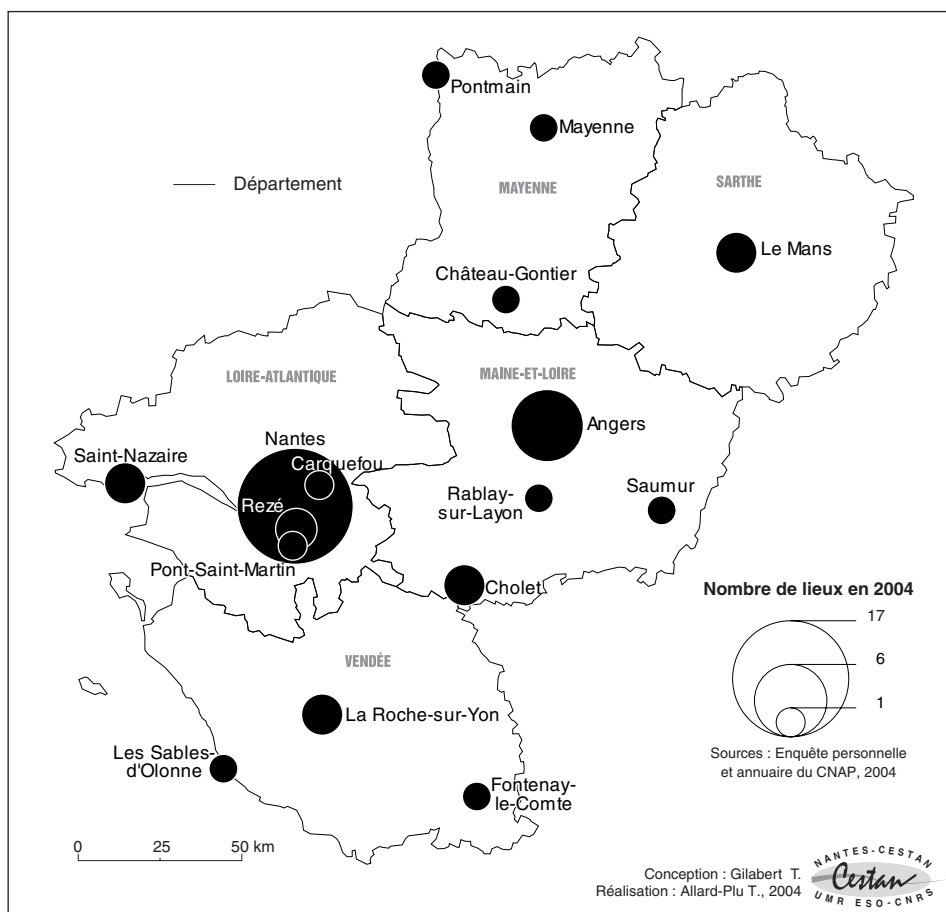 Pontmain
Mayenne
Département
MAYENNE
SARTHE
Le Mans
Château-Gontier
LOIRE-ATLANTIQUE
MAINE-ET-LOIRE
Angers
Nantes
Saint-Nazaire
Carquefou
Rezé
Rablay-
sur-Layon
Saumur
Pont-Saint-Martin
Cholet
Nombre de lieux en 2004
17
6
1
VENDÉE
La Roche-sur-Yon
Les Sables-
d'Olonne
Fontenay-
le-Comte
Sources : Enquête personnelle
et annuaire du CNAP, 2004
0 25 50 km
Conception : Gilabert T.
Réalisation : Allard-Plu T., 2004
NANTES-CESTAN
Cestan
UMR ESO-CNRS